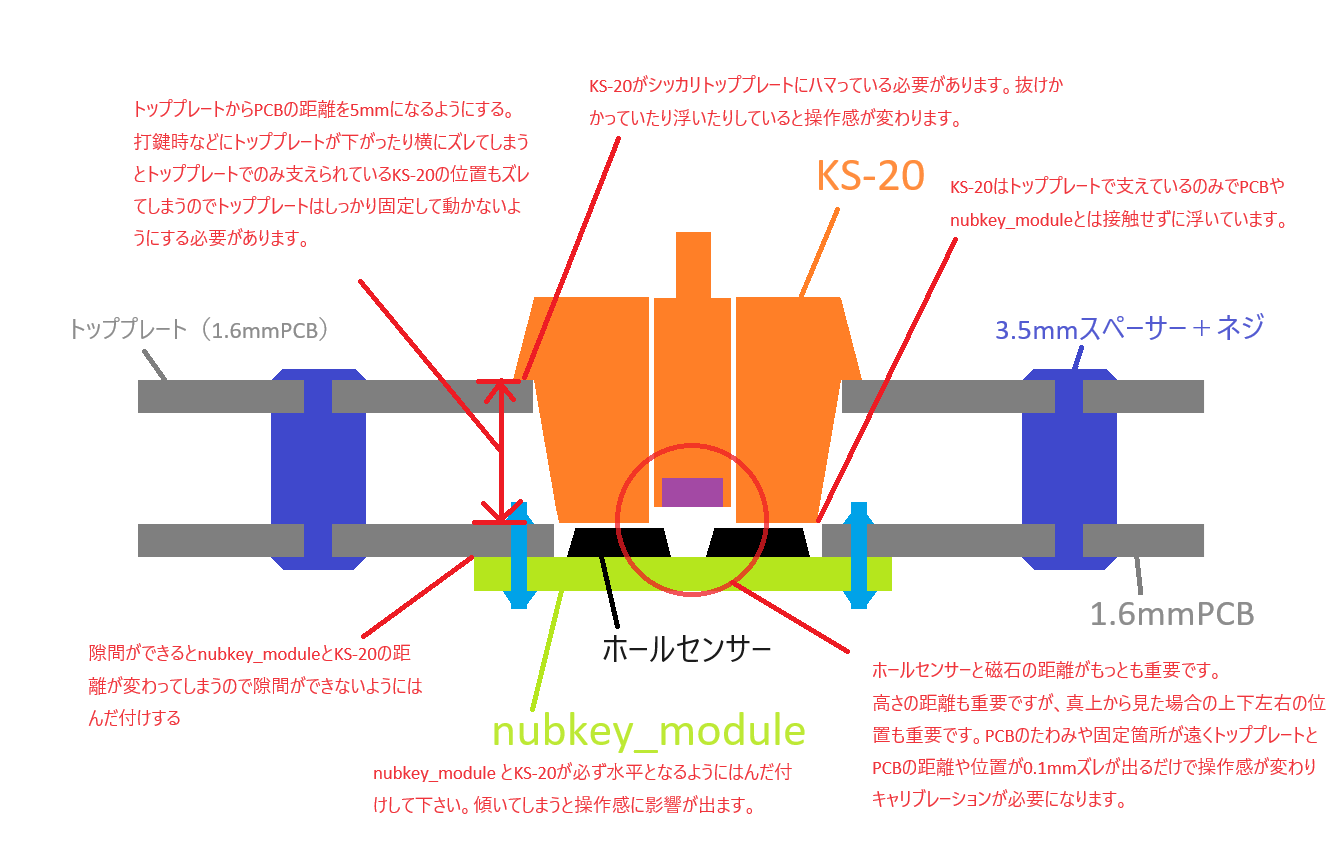 KS-20がシッカリトッププレートにハマっている必要があります。抜けか
かっていたり浮いたりしていると操作感が変わります。
トッププレートからPCBの距離を5mmになるようにする。
打鍵時などにトッププレートが下がったり横にズレてしまう
とトッププレートでのみ支えられているKS-20の位置もズレ
てしまうのでトッププレートはしっかり固定して動かないよ
うにする必要があります。
KS-20
KS-20はトッププレートで支えているのみでPCBや
nubkey_moduleとは接触せずに浮いています。
トッププレート（1.6mmPCB）
3.5mmスペーサー＋ネジ
1.6mmPCB
ホールセンサー
隙間ができるとnubkey_moduleとKS-20の距
離が変わってしまうので隙間ができないようには
んだ付けする
nubkey_module
nubkey_module とKS-20が必ず水平となるようにはんだ付
けして下さい。傾いてしまうと操作感に影響が出ます。
ホールセンサーと磁石の距離がもっとも重要です。
高さの距離も重要ですが、真上から見た場合の上下左右の位
置も重要です。PCBのたわみや固定箇所が遠くトッププレートと
PCBの距離や位置が0.1mmズレが出るだけで操作感が変わり
キャリブレーションが必要になります。